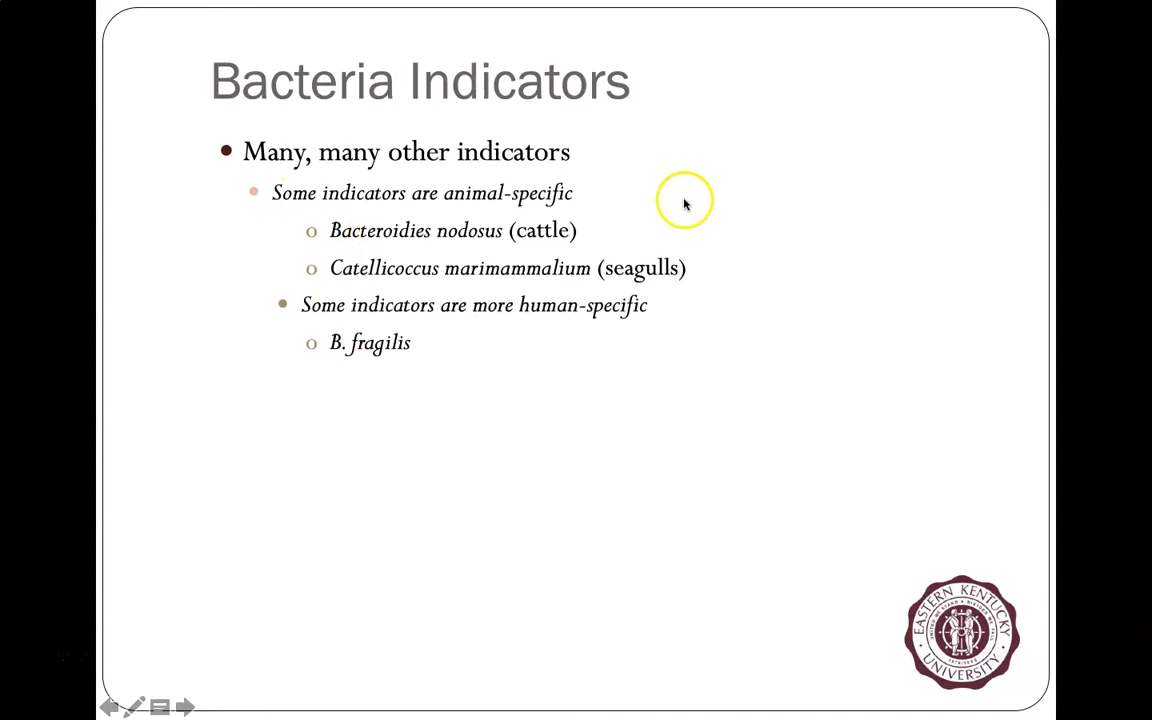 Bacteria Indicators
Many, many other indicators
Some indicators are animal-specific
Bacteroidies nodosus (cattle)
Catellicoccus marimammalium (seagulls)
Some indicators are more human-specific
B. fragilis
EASTERN KENTUCKY
UNIVERSITY